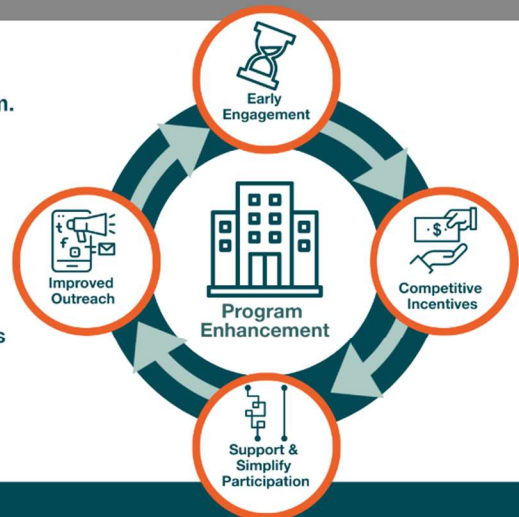 m.
Early
Engagement
Improved
Outreach
t
f
$
Competitive
Incentives
Program
Enhancement
s
Support &
Simplify
Participation